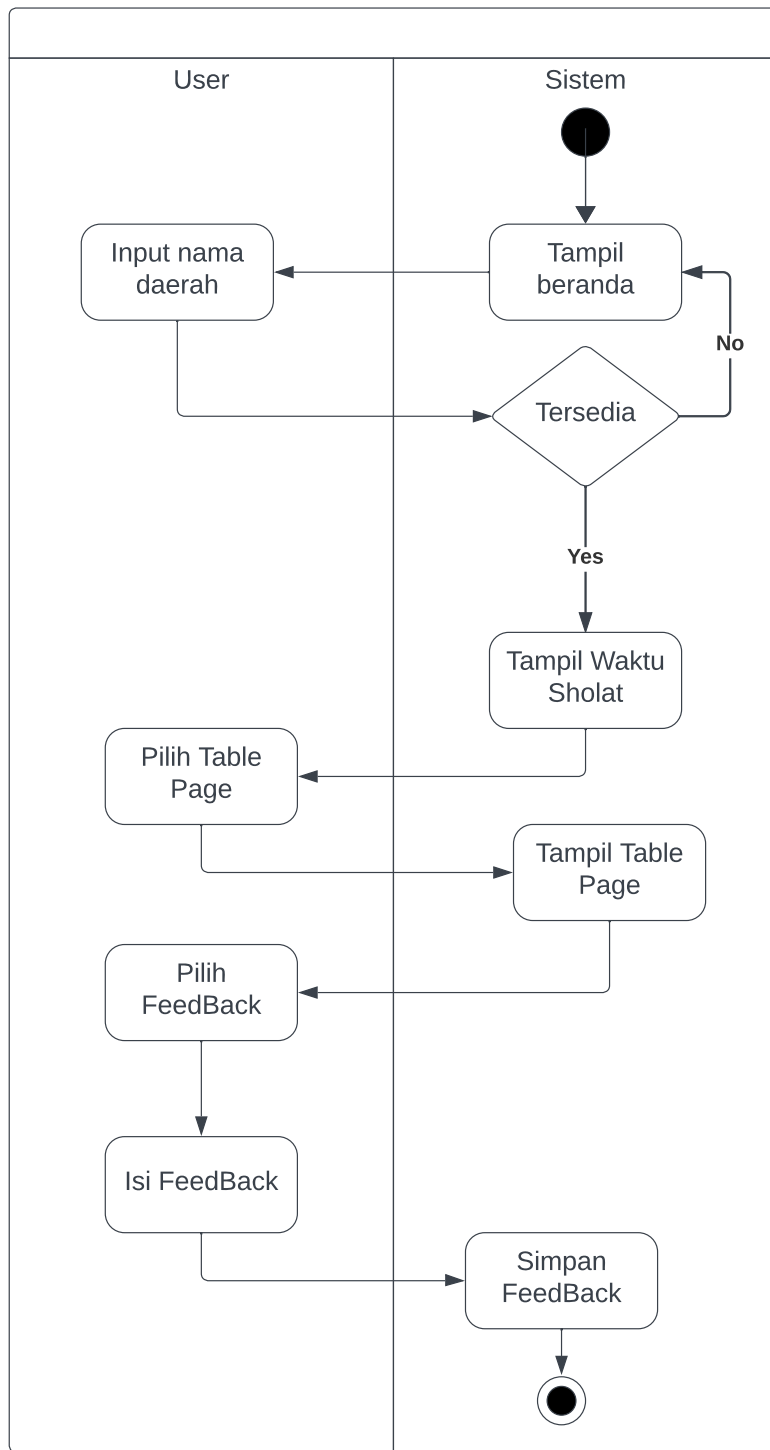 User
Sistem
Input nama
daerah
Tampil
beranda
No
Tersedia
Yes
Tampil Waktu
Sholat
Pilih Table
Page
Tampil Table
Page
Pilih
FeedBack
Isi FeedBack
Simpan
FeedBack